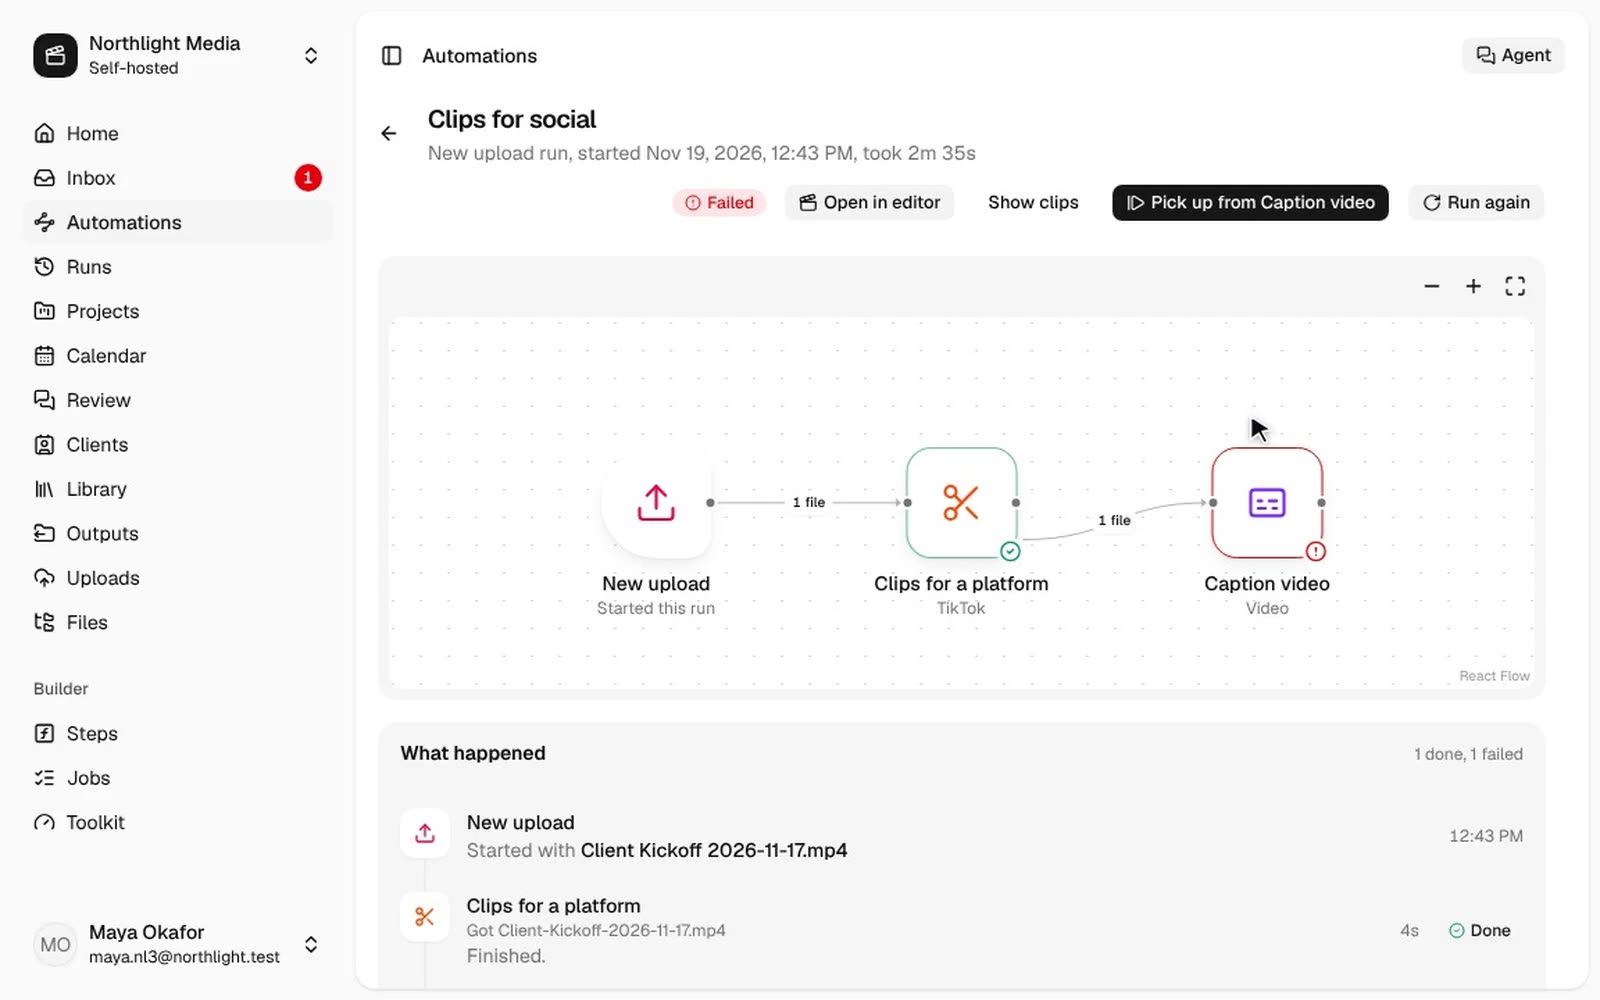 Northlight Media
Self-hosted
Home
Inbox
1
Automations
Runs
Projects
Calendar
Review
Clients
Library
Outputs
Uploads
Files
Builder
Steps
Jobs
Toolkit
MO
Maya Okafor
maya.nl3@northlight.test
Automations
Agent
Clips for social
New upload run, started Nov 19, 2026, 12:43 PM, took 2m 35s
Failed
Open in editor
Show clips
Pick up from Caption video
Run again
1 file
1 file
New upload
Started this run
Clips for a platform
TikTok
Caption video
Video
React Flow
What happened
1 done, 1 failed
New upload
Started with Client Kickoff 2026-11-17.mp4
12:43 PM
Clips for a platform
Got Client-Kickoff-2026-11-17.mp4
4s
Done
Finished.